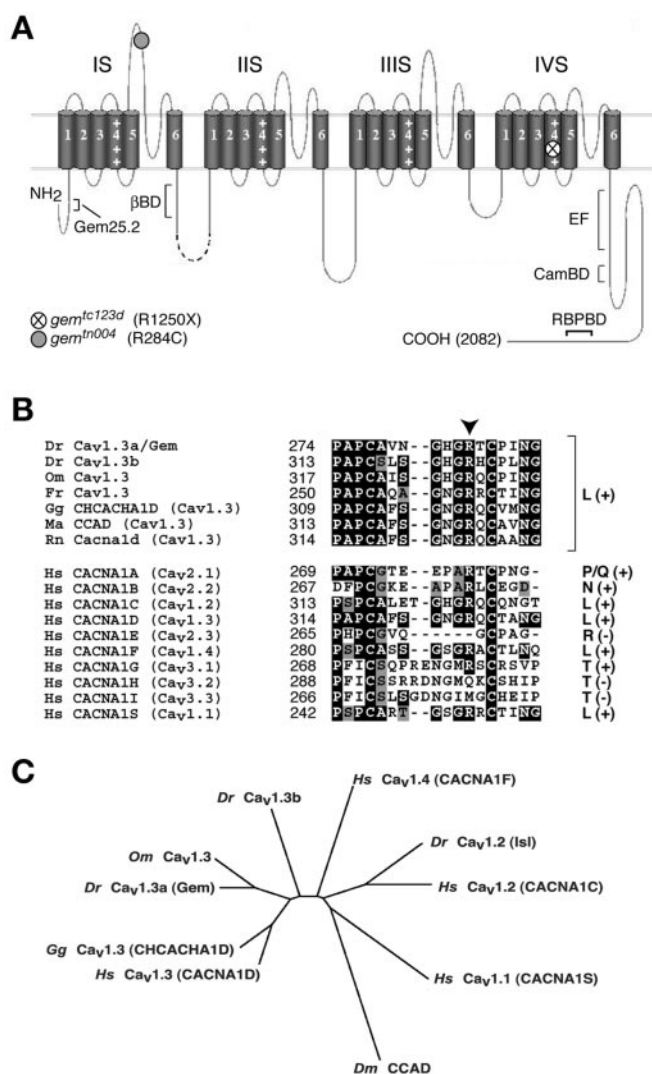 A
IS IIS IIIS IVS
1 2 3 4 5 6 1 2 3 4 5 6 1 2 3 4 5 6 1 2 3 4 5 6
NH2
Gem25.2
βBD
EF
CamBD
RBPBD
COOH (2082)
gem^tc123d (R1250X)
gem^tn004 (R284C)
B
Dr Cav1.3a/Gem 274 PAPCAVN--GHGRTCPING
Dr Cav1.3b 313 PAPCSLS--GHGRHCPLNG
Om Cav1.3 317 PAPCAIS--GHGRQCPING
Fr Cav1.3 250 PAPCAQA--GNGRRCTING
Gg CHCACHA1D (Cav1.3) 309 PAPCAFS--GNGRQCVMNG
Ma CCAD (Cav1.3) 313 PAPCAFS--GNGRQCAVNG
Rn Cacna1d (Cav1.3) 314 PAPCAFS--GNGRQCAANG
L (+)
Hs CACNA1A (Cav2.1) 269 PAPCGTE--EPARTCPNG- P/Q (+)
Hs CACNA1B (Cav2.2) 267 DFPCGKE--APARLCEGD- N (+)
Hs CACNA1C (Cav1.2) 313 PSPCALET-GHGRQCQNGT L (+)
Hs CACNA1D (Cav1.3) 314 PAPCAFS--GNGRQCTANG L (+)
Hs CACNA1E (Cav2.3) 265 PHPCGVQ------GCPAG- R (-)
Hs CACNA1F (Cav1.4) 280 PSPCASS--GSGRACTLNQ L (+)
Hs CACNA1G (Cav3.1) 268 PFICSQPRENGMRSCRSVP T (+)
Hs CACNA1H (Cav3.2) 288 PFICSSRRDNGMQKCSHIP T (-)
Hs CACNA1I (Cav3.3) 266 PFICSLSGDNGIMGCHEIP T (-)
Hs CACNA1S (Cav1.1) 242 PSPCART--GSGRRCTING L (+)
C
Hs Cav1.4 (CACNA1F)
Dr Cav1.3b
Dr Cav1.2 (Isl)
Om Cav1.3
Dr Cav1.3a (Gem)
Hs Cav1.2 (CACNA1C)
Gg Cav1.3 (CHCACHA1D)
Hs Cav1.3 (CACNA1D)
Hs Cav1.1 (CACNA1S)
Dm CCAD